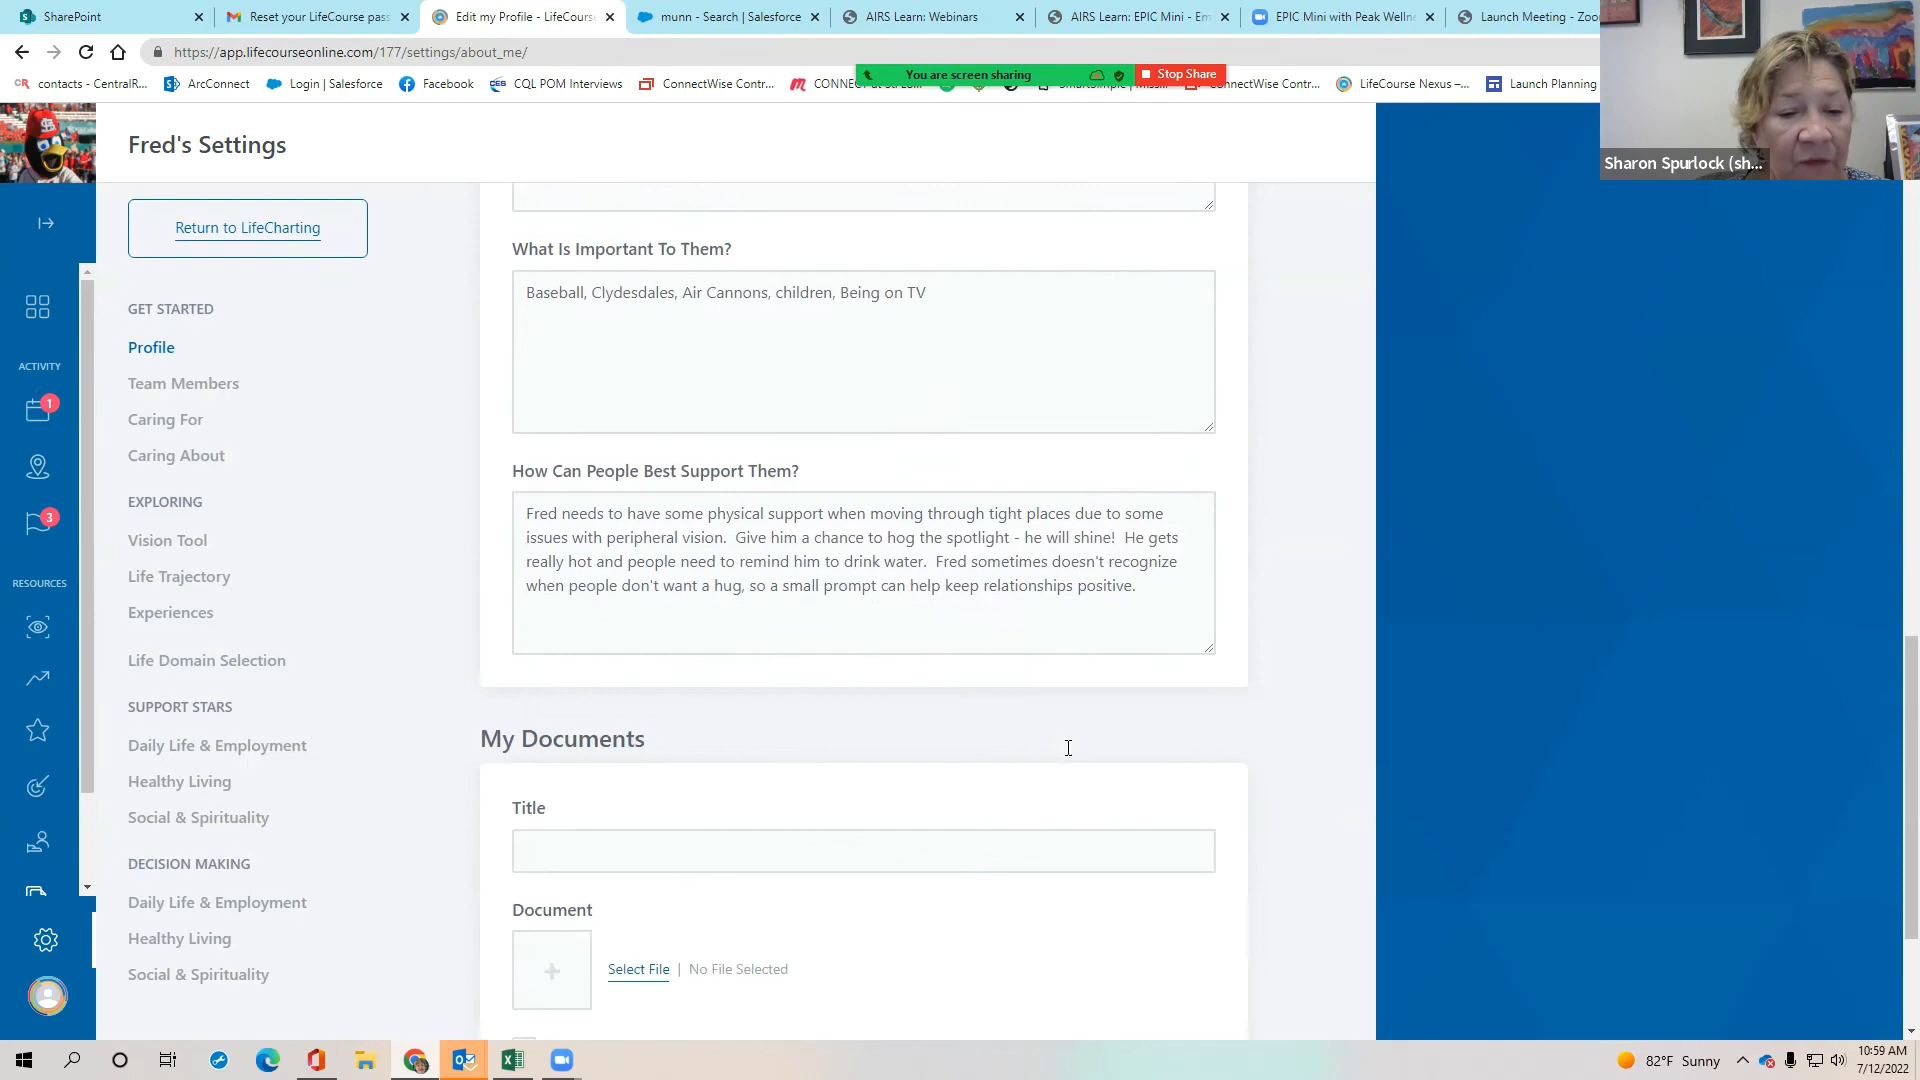 SharePoint
Reset your LifeCourse pass
Edit my Profile - LifeCours
munn - Search | Salesforce
AIRS Learn: Webinars
AIRS Learn: EPIC Mini - Em
EPIC Mini with Peak Welln
Launch Meeting - Zoo
https://app.lifecourseonline.com/177/settings/about_me/
contacts - CentralR...
ArcConnect
Login | Salesforce
Facebook
CQL POM Interviews
ConnectWise Contr...
You are screen sharing
Stop Share
LifeCourse Nexus –...
Launch Planning
Sharon Spurlock (sh...
Fred's Settings
Return to LifeCharting
GET STARTED
Profile
Team Members
Caring For
Caring About
EXPLORING
Vision Tool
Life Trajectory
Experiences
Life Domain Selection
SUPPORT STARS
Daily Life & Employment
Healthy Living
Social & Spirituality
DECISION MAKING
Daily Life & Employment
Healthy Living
Social & Spirituality
ACTIVITY
1
3
RESOURCES
What Is Important To Them?
Baseball, Clydesdales, Air Cannons, children, Being on TV
How Can People Best Support Them?
Fred needs to have some physical support when moving through tight places due to some
issues with peripheral vision.  Give him a chance to hog the spotlight - he will shine!  He gets
really hot and people need to remind him to drink water.  Fred sometimes doesn't recognize
when people don't want a hug, so a small prompt can help keep relationships positive.
My Documents
Title
Document
Select File | No File Selected
82°F Sunny
10:59 AM
7/12/2022